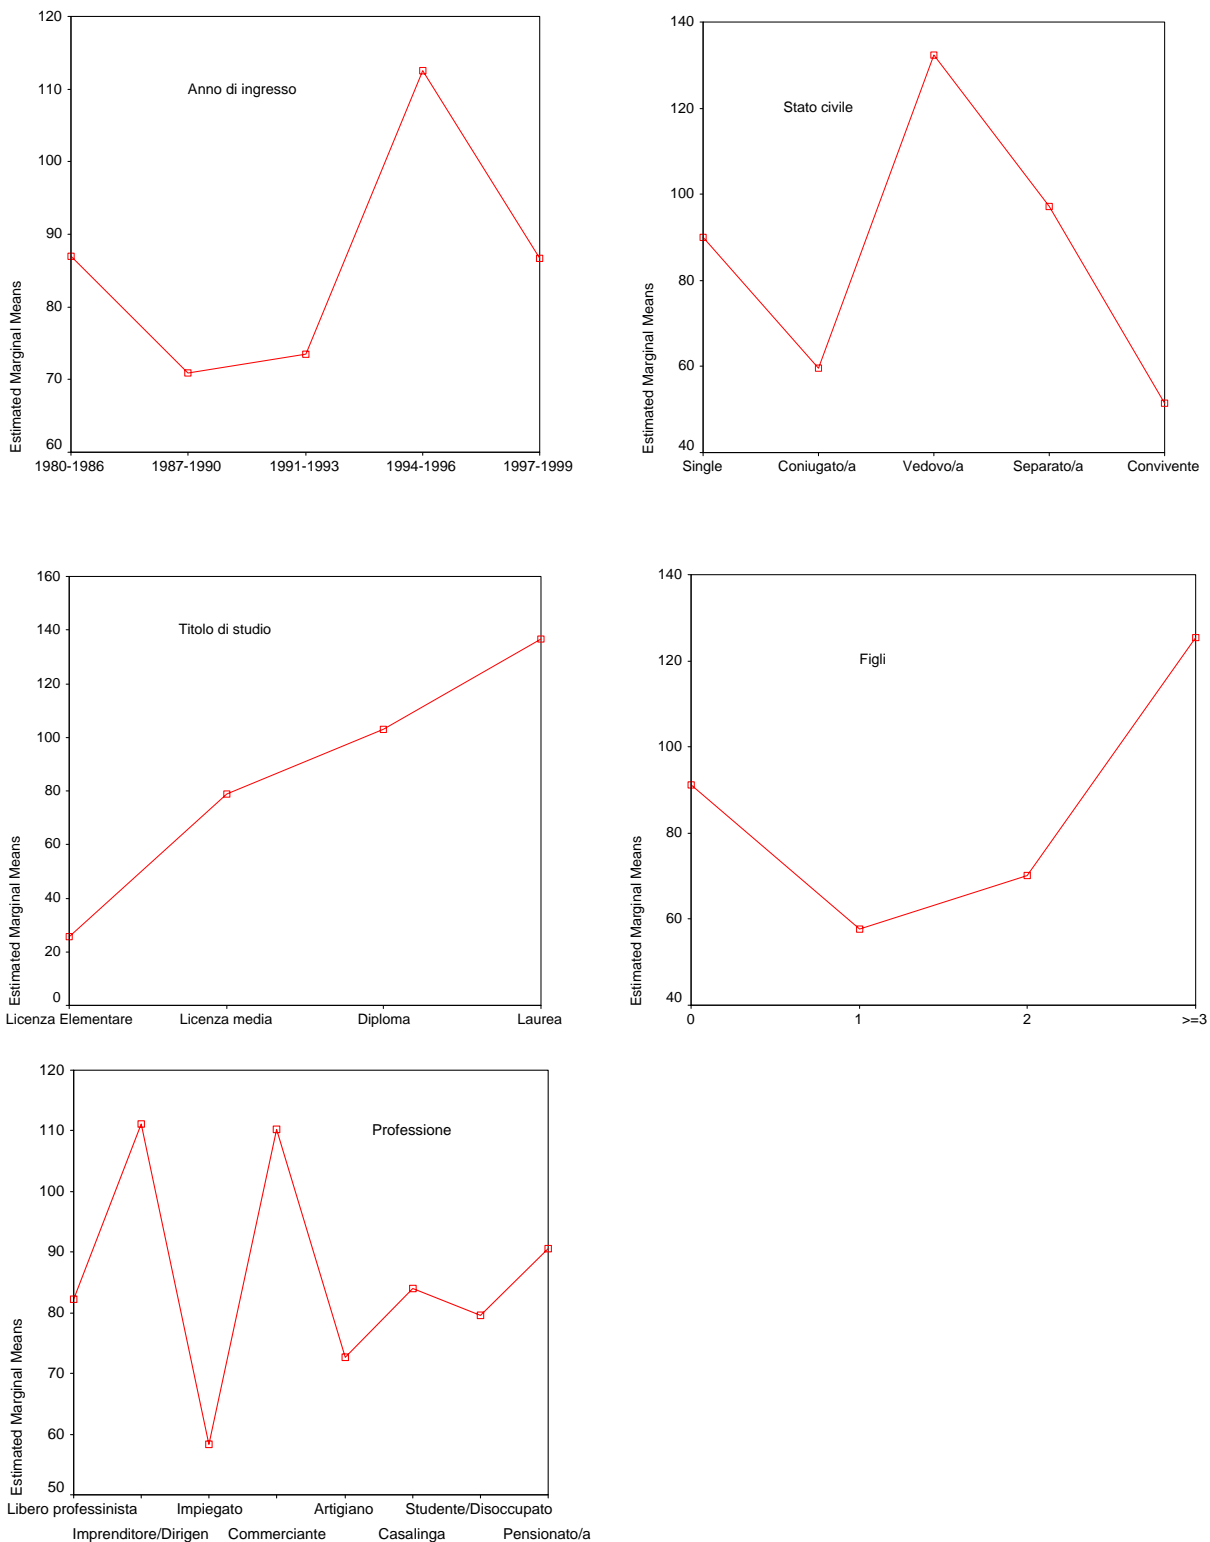 120
110
100
90
80
70
60
Estimated Marginal Means
Anno di ingresso
1980-1986
1987-1990
1991-1993
1994-1996
1997-1999
140
120
100
80
60
40
Estimated Marginal Means
Stato civile
Single
Coniugato/a
Vedovo/a
Separato/a
Convivente
160
140
120
100
80
60
40
20
0
Estimated Marginal Means
Titolo di studio
Licenza Elementare
Licenza media
Diploma
Laurea
140
120
100
80
60
40
Estimated Marginal Means
Figli
0
1
2
>=3
120
110
100
90
80
70
60
50
Estimated Marginal Means
Professione
Libero professinista
Imprenditore/Dirigen
Impiegato
Commerciante
Artigiano
Casalinga
Studente/Disoccupato
Pensionato/a